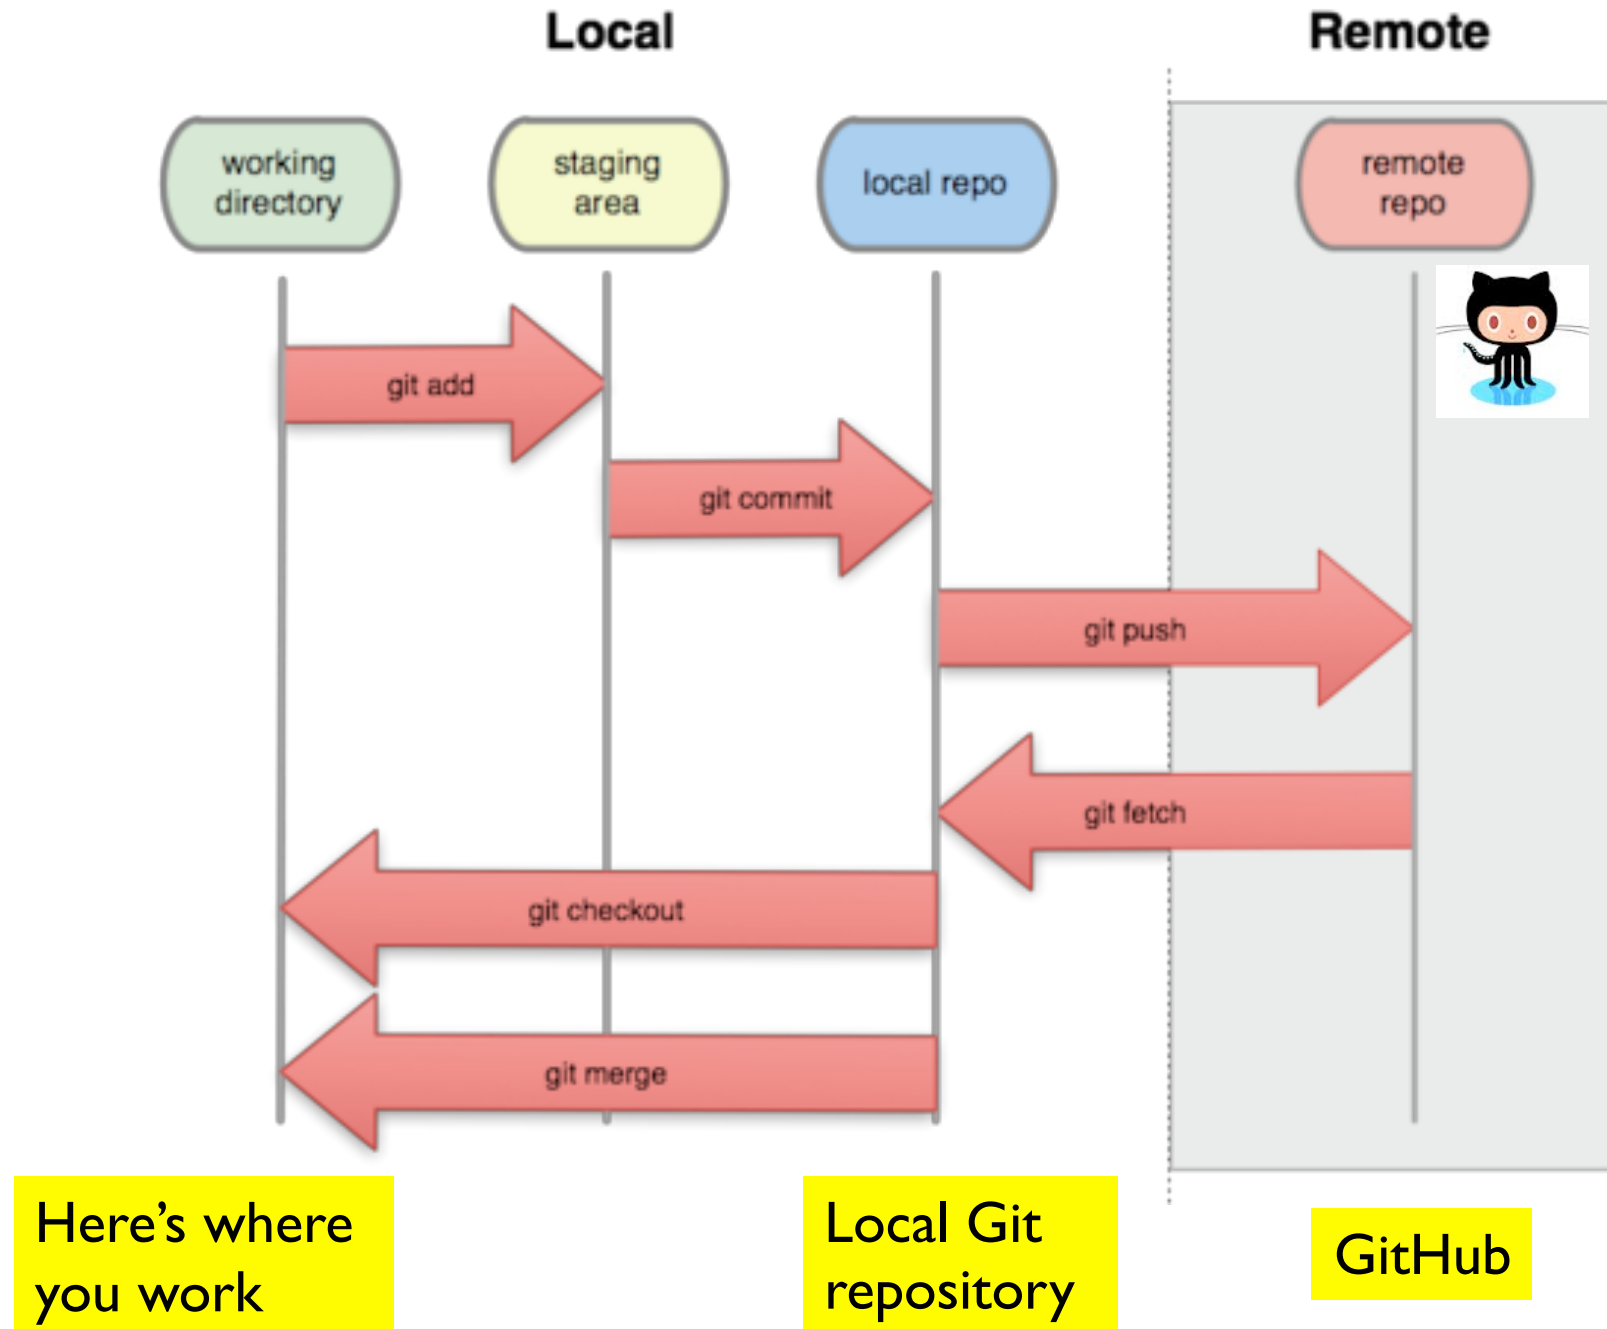 Local
Remote
working
directory
staging
area
local repo
remote
repo
git add
git commit
git push
git fetch
git checkout
git merge
Here’s where
you work
Local Git
repository
GitHub